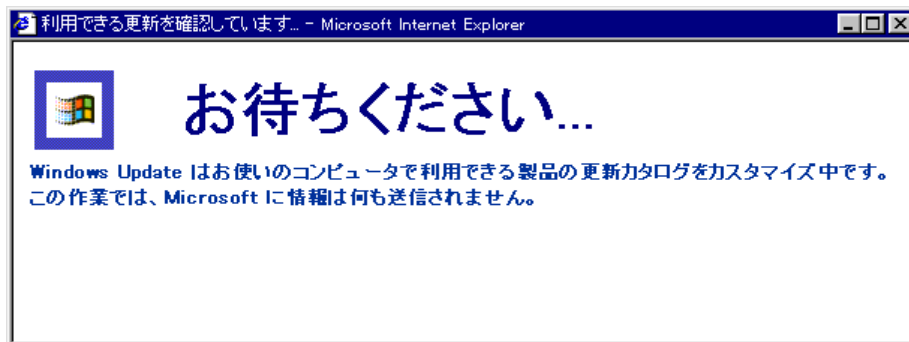 利用できる更新を確認しています... - Microsoft Internet Explorer
お待ちください...
Windows Update はお使いのコンピュータで利用できる製品の更新カタログをカスタマイズ中です。
この作業では、Microsoft に情報は何も送信されません。